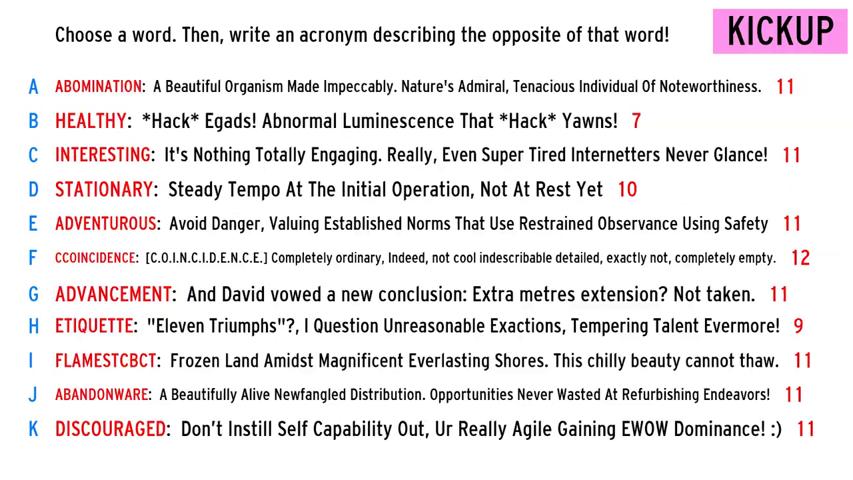 Choose a word. Then, write an acronym describing the opposite of that word!
KICKUP
A ABOMINATION: A Beautiful Organism Made Impeccably. Nature's Admiral, Tenacious Individual Of Noteworthiness. 11
B HEALTHY: *Hack* Egads! Abnormal Luminescence That *Hack* Yawns! 7
C INTERESTING: It's Nothing Totally Engaging. Really, Even Super Tired Internetters Never Glance! 11
D STATIONARY: Steady Tempo At The Initial Operation, Not At Rest Yet 10
E ADVENTUROUS: Avoid Danger, Valuing Established Norms That Use Restrained Observance Using Safety 11
F CCOINCIDENCE: [C.O.I.N.C.I.D.E.N.C.E.] Completely ordinary, Indeed, not cool indescribable detailed, exactly not, completely empty. 12
G ADVANCEMENT: And David vowed a new conclusion: Extra metres extension? Not taken. 11
H ETIQUETTE: "Eleven Triumphs"?, I Question Unreasonable Exactions, Tempering Talent Evermore! 9
I FLAMESTCBCT: Frozen Land Amidst Magnificent Everlasting Shores. This chilly beauty cannot thaw. 11
J ABANDONWARE: A Beautifully Alive Newfangled Distribution. Opportunities Never Wasted At Refurbishing Endeavors! 11
K DISCOURAGED: Don't Instill Self Capability Out, Ur Really Agile Gaining EWOW Dominance! :) 11